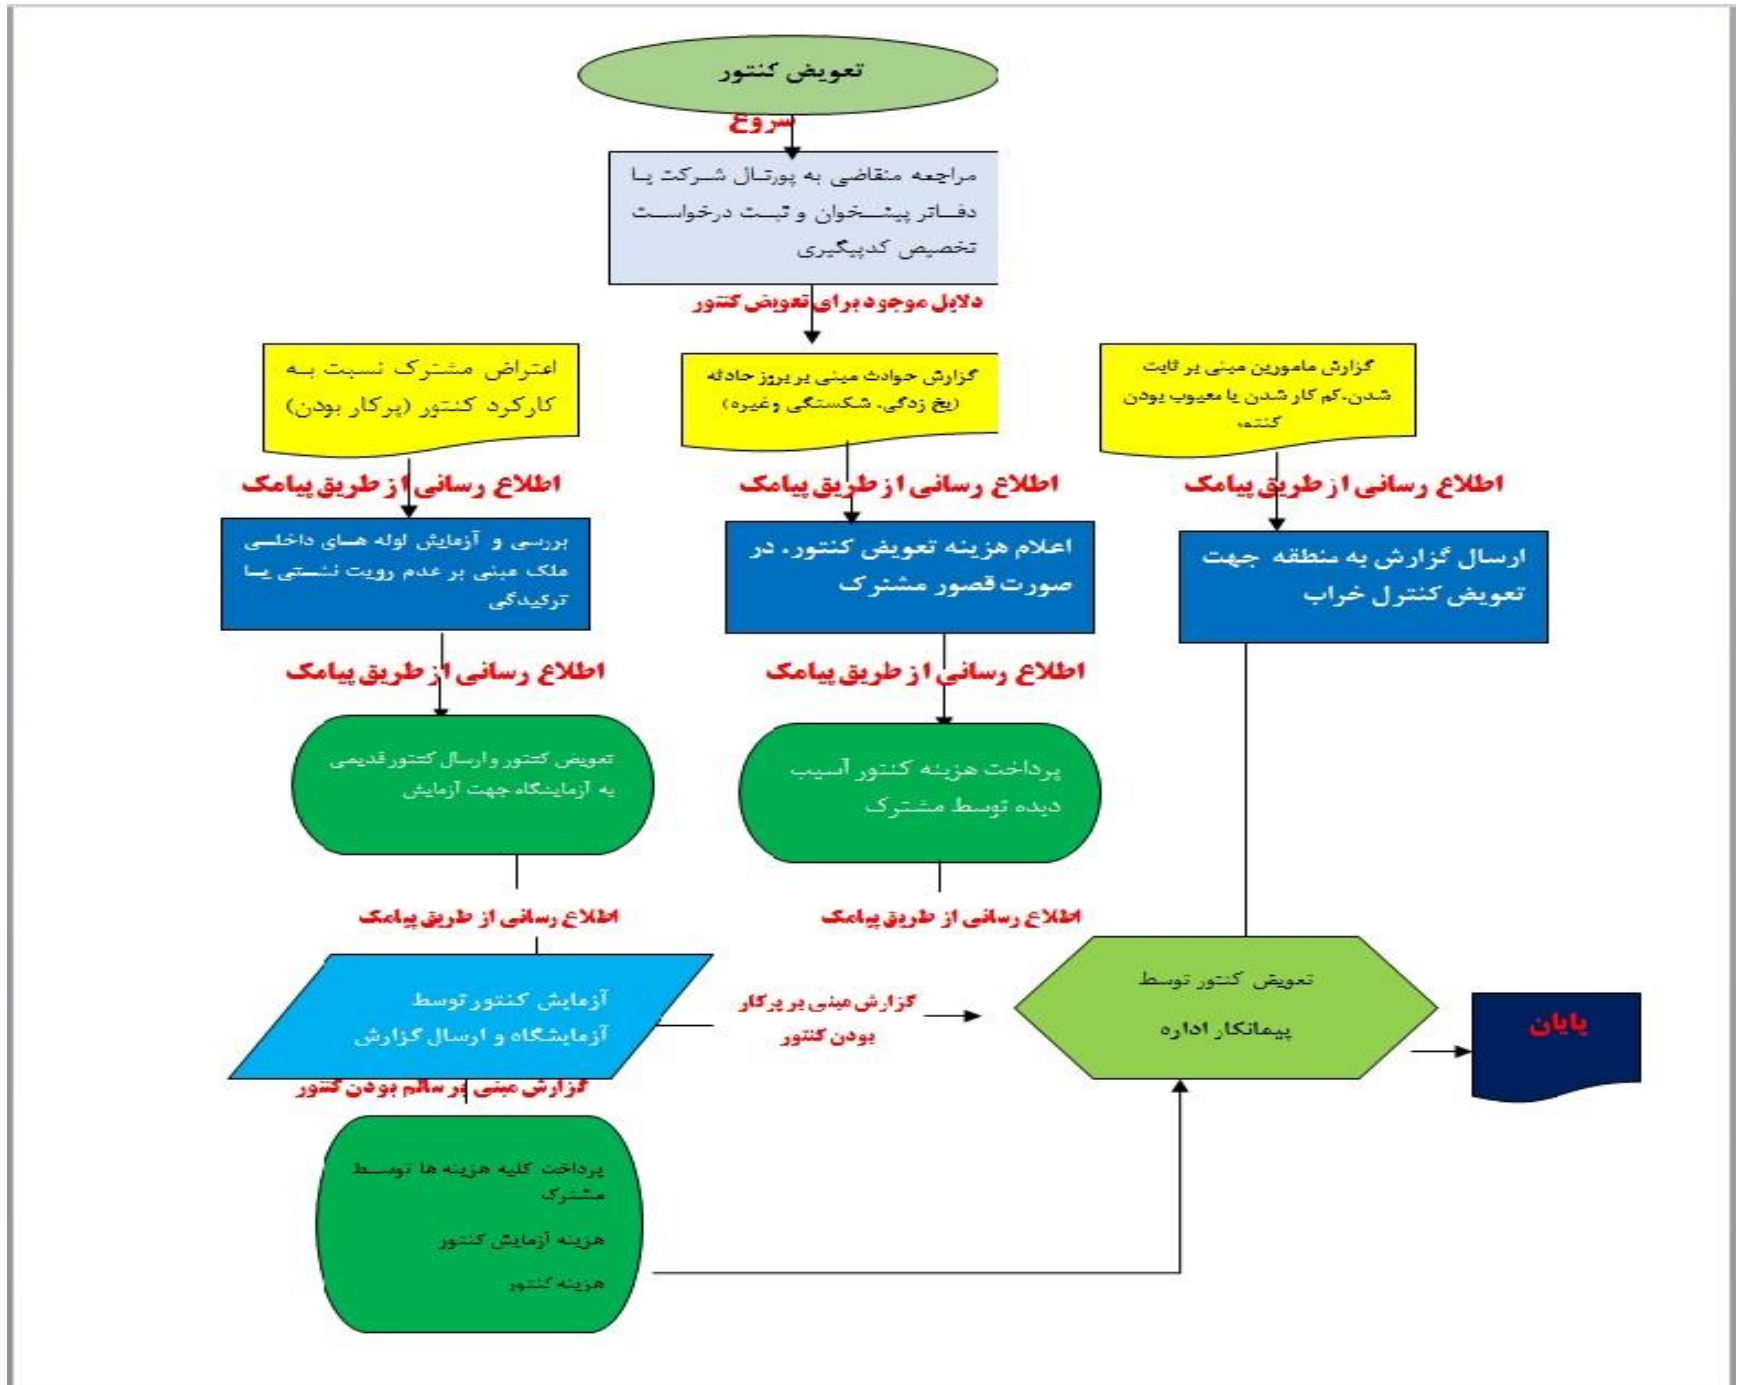 تعویض کنتور
شروع
مراجعه متقاضی به پورتال شرکت یا
دفاتر پیشخوان و ثبت درخواست
تخصیص کدپیگیری
دلایل موجود برای تعویض کنتور
گزارش مامورین مبنی بر ثابت
شدن،کم کار شدن یا معیوب بودن
کنتور
گزارش حوادث مبنی بر بروز حادثه
(یخ زدگی، شکستگی وغیره)
اعتراض مشترک نسبت به
کارکرد کنتور (پرکار بودن)
اطلاع رسانی از طریق پیامک
اطلاع رسانی از طریق پیامک
اطلاع رسانی از طریق پیامک
ارسال گزارش به منطقه جهت
تعویض کنترل خراب
اعلام هزینه تعویض کنتور، در
صورت قصور مشترک
بررسی و آزمایش لوله های داخلی
ملک مبنی بر عدم رویت نشتی یا
ترکیدگی
اطلاع رسانی از طریق پیامک
اطلاع رسانی از طریق پیامک
پرداخت هزینه کنتور آسیب
دیده توسط مشترک
تعویض کنتور و ارسال کنتور قدیمی
به آزمایشگاه جهت آزمایش
اطلاع رسانی از طریق پیامک
اطلاع رسانی از طریق پیامک
آزمایش کنتور توسط
آزمایشگاه و ارسال گزارش
گزارش مبنی بر پرکار
بودن کنتور
تعویض کنتور توسط
پیمانکار اداره
پایان
گزارش مبنی بر سالم بودن کنتور
پرداخت کلیه هزینه ها توسط
مشترک
هزینه آزمایش کنتور
هزینه کنتور